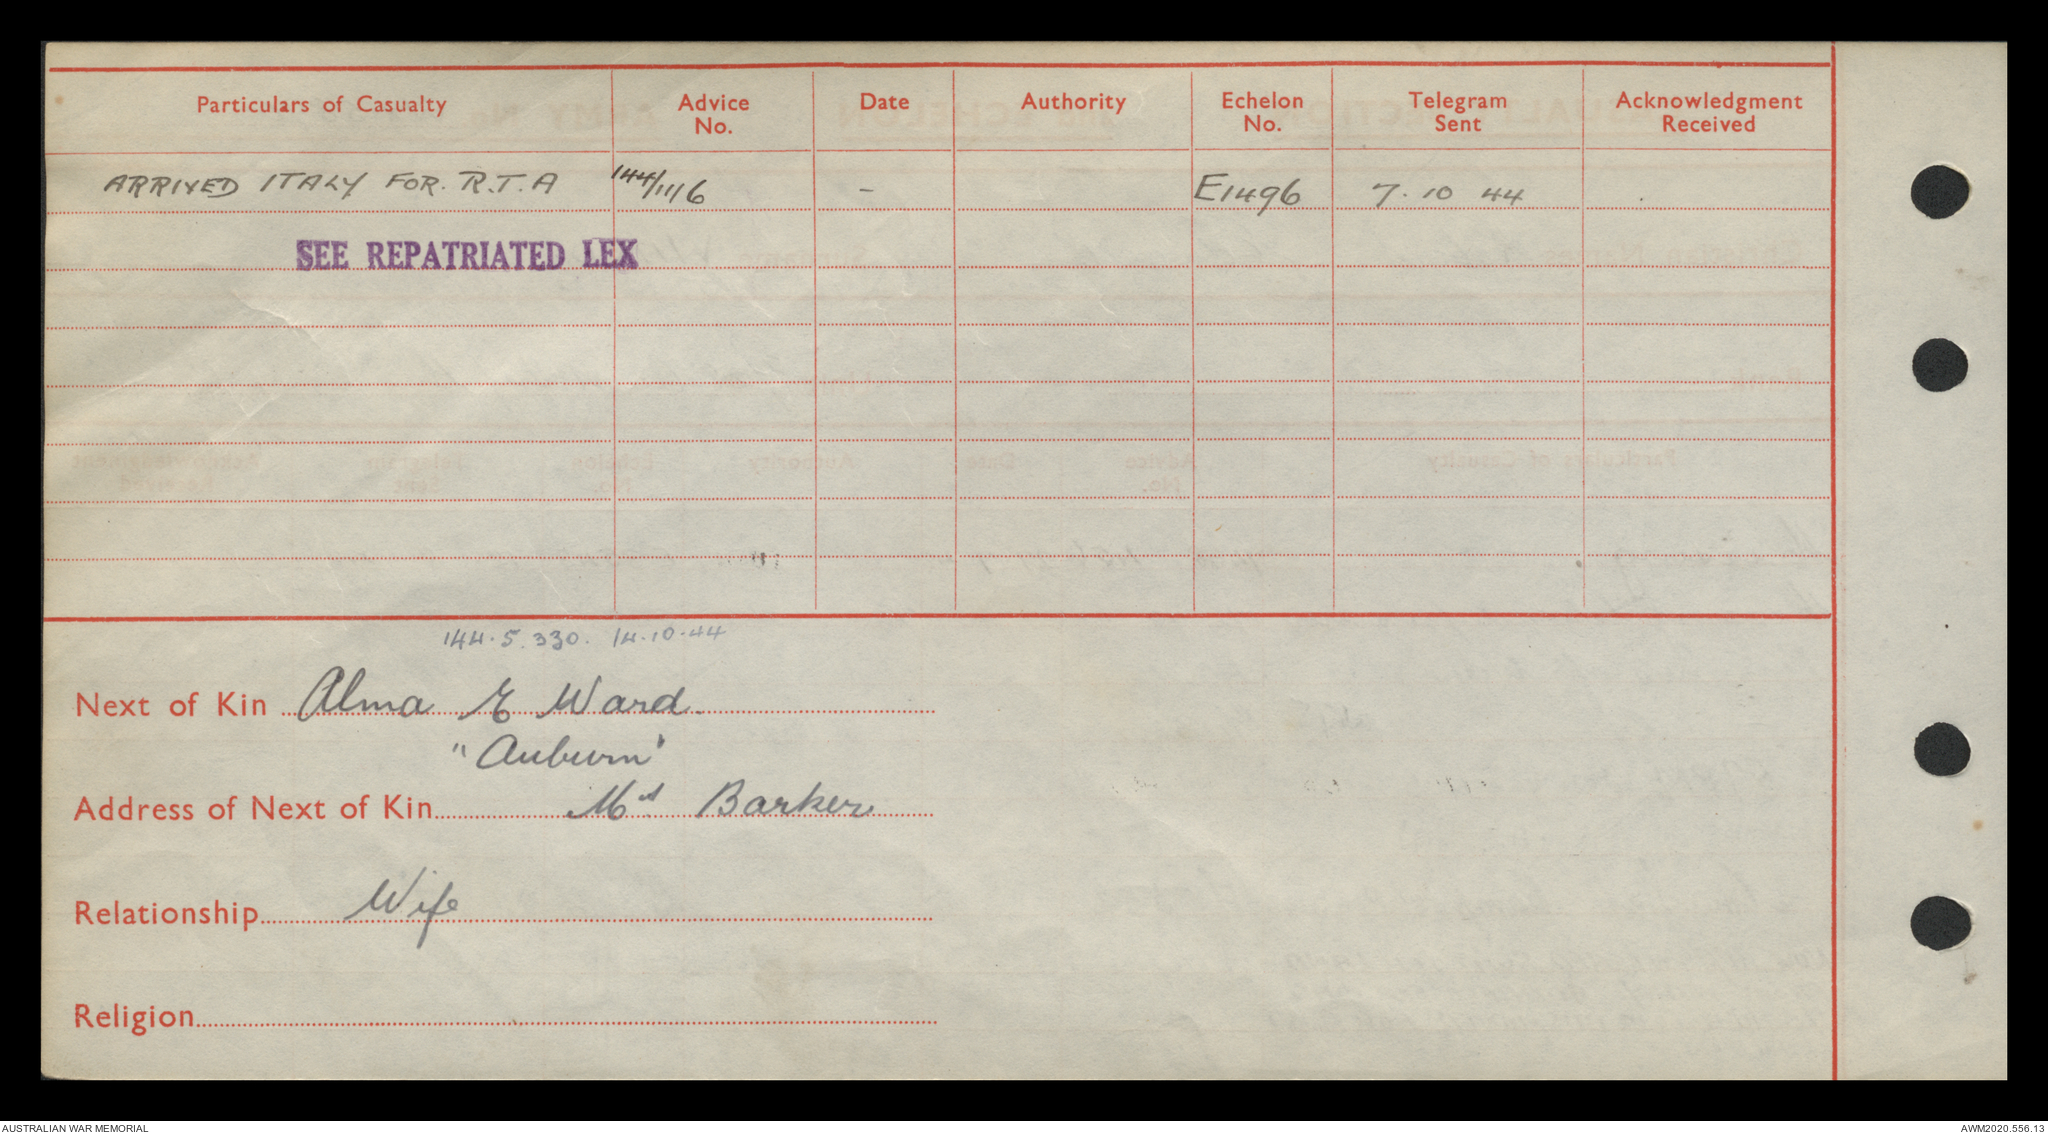 Particulars of Casualty Advice No. Date Authority Echelon No. Telegram Sent Acknowledgment Received
ARRIVED ITALY FOR. R.T.A 144/1116 - E1496 7. 10 44
SEE REPATRIATED LEX
144.5.330. 14.10.44
Next of Kin Alma E Ward.
"Auburn"
Address of Next of Kin Mt Barker
Relationship Wife
Religion
AUSTRALIAN WAR MEMORIAL AWM2020.556.13